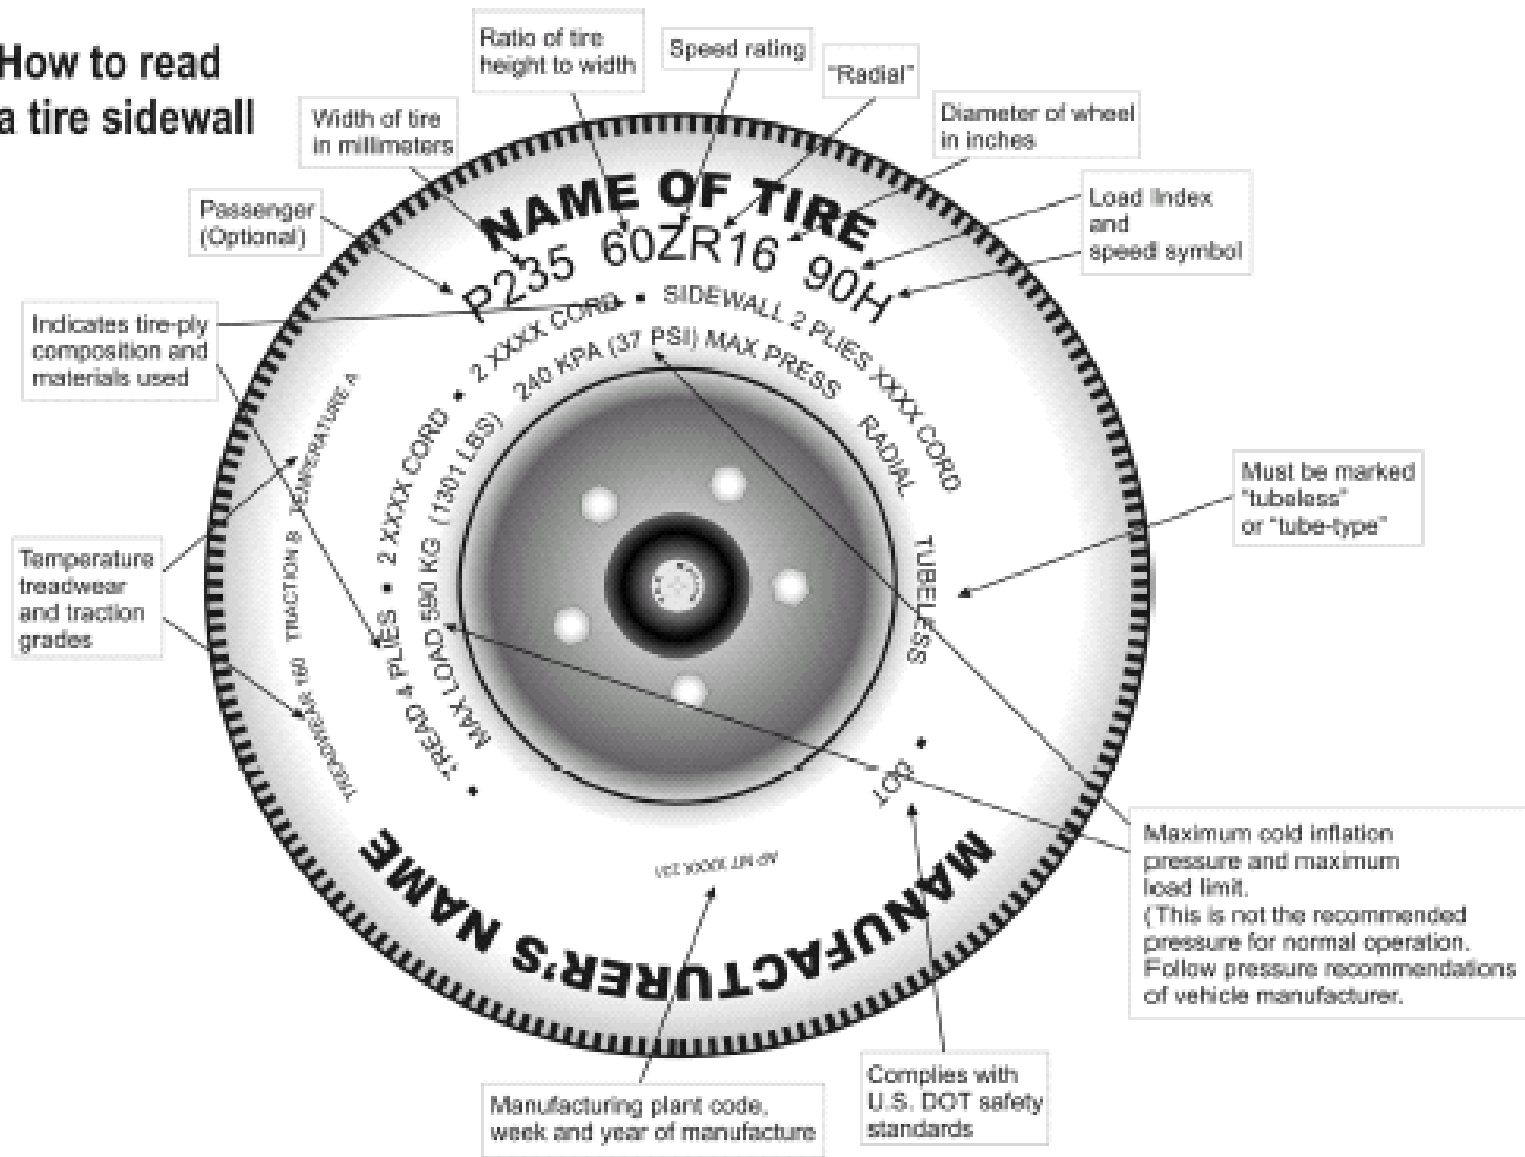 How to read
a tire sidewall
Ratio of tire
height to width
Speed rating
"Radial"
Width of tire
in millimeters
Diameter of wheel
in inches
Passenger
(Optional)
Load Iindex
and
speedl symbol
Indicates tire-ply
composition and
materials used
Must be marked
"tubeless"
or "tube-type"
Temperature
treadwear
and traction
grades
Maximum cold inflation
pressure and maximum
load limit.
(This is not the recommended
pressure for normal operation.
Follow pressure recommendations
of vehicle manufacturer.
Complies with
U.S. DOT safety
standards
Manufacturing plant code,
week and year of manufacture
NAME OF TIRE
P235 60ZR16 90H
• TREAD 4 PLIES • 2 XXXX CORD • 2 XXXX CORD • SIDEWALL 2 PLIES XXXX CORD
MAX LOAD 590 KG (1301 LBS) 240 KPA (37 PSI) MAX PRESS RADIAL TUBELESS
• DOT
TREADWEAR 160 TRACTION B TEMPERATURE A
MANUFACTURER'S NAME